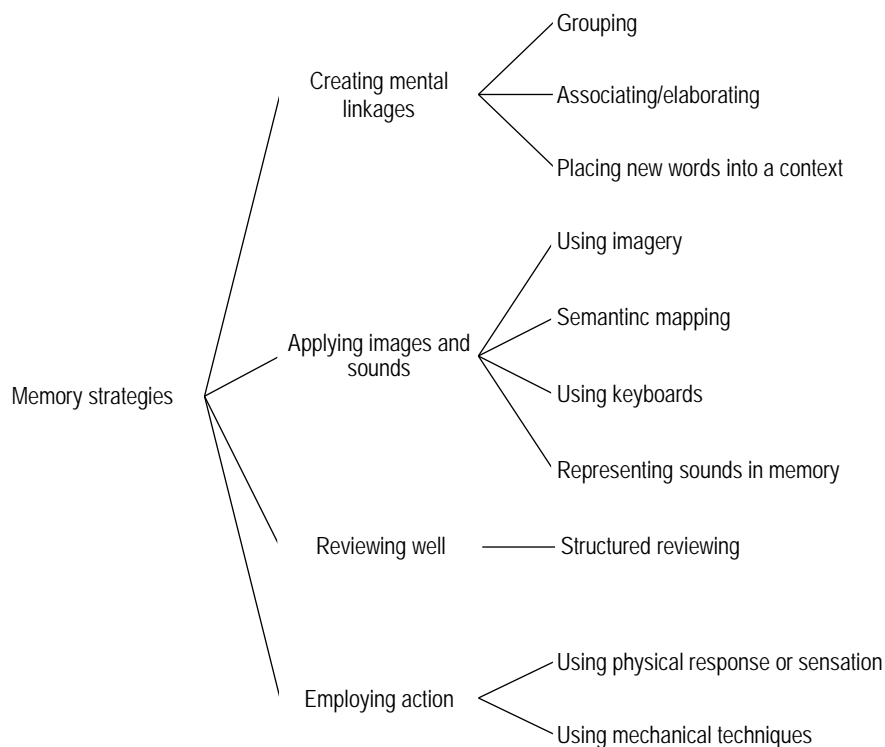 Memory strategies
Creating mental
linkages
Grouping
Associating/elaborating
Placing new words into a context
Applying images and
sounds
Using imagery
Semantinc mapping
Using keyboards
Representing sounds in memory
Reviewing well
Structured reviewing
Employing action
Using physical response or sensation
Using mechanical techniques